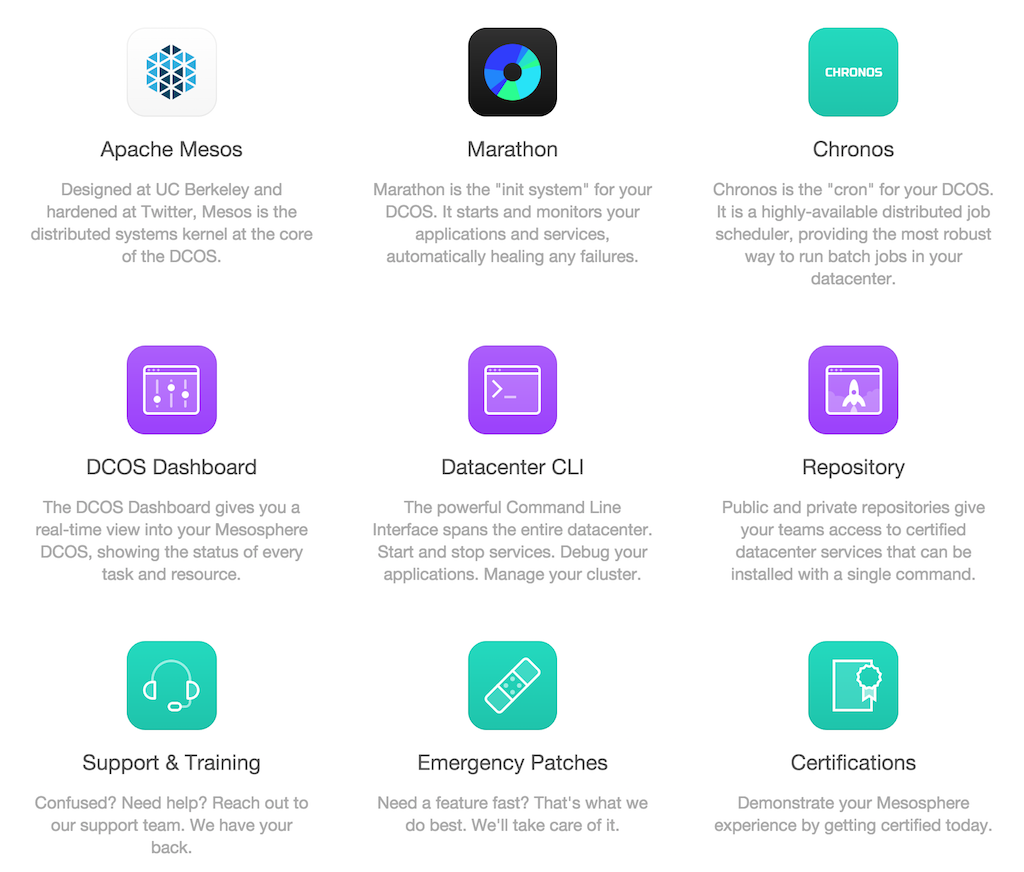 CHRONOS
Apache Mesos
Designed at UC Berkeley and
hardened at Twitter, Mesos is the
distributed systems kernel at the core
of the DCOS.
Marathon
Marathon is the "init system" for your
DCOS. It starts and monitors your
applications and services,
automatically healing any failures.
Chronos
Chronos is the "cron" for your DCOS.
It is a highly-available distributed job
scheduler, providing the most robust
way to run batch jobs in your
datacenter.
DCOS Dashboard
The DCOS Dashboard gives you a
real-time view into your Mesosphere
DCOS, showing the status of every
task and resource.
Datacenter CLI
The powerful Command Line
Interface spans the entire datacenter.
Start and stop services. Debug your
applications. Manage your cluster.
Repository
Public and private repositories give
your teams access to certified
datacenter services that can be
installed with a single command.
Support & Training
Confused? Need help? Reach out to
our support team. We have your
back.
Emergency Patches
Need a feature fast? That's what we
do best. We'll take care of it.
Certifications
Demonstrate your Mesosphere
experience by getting certified today.